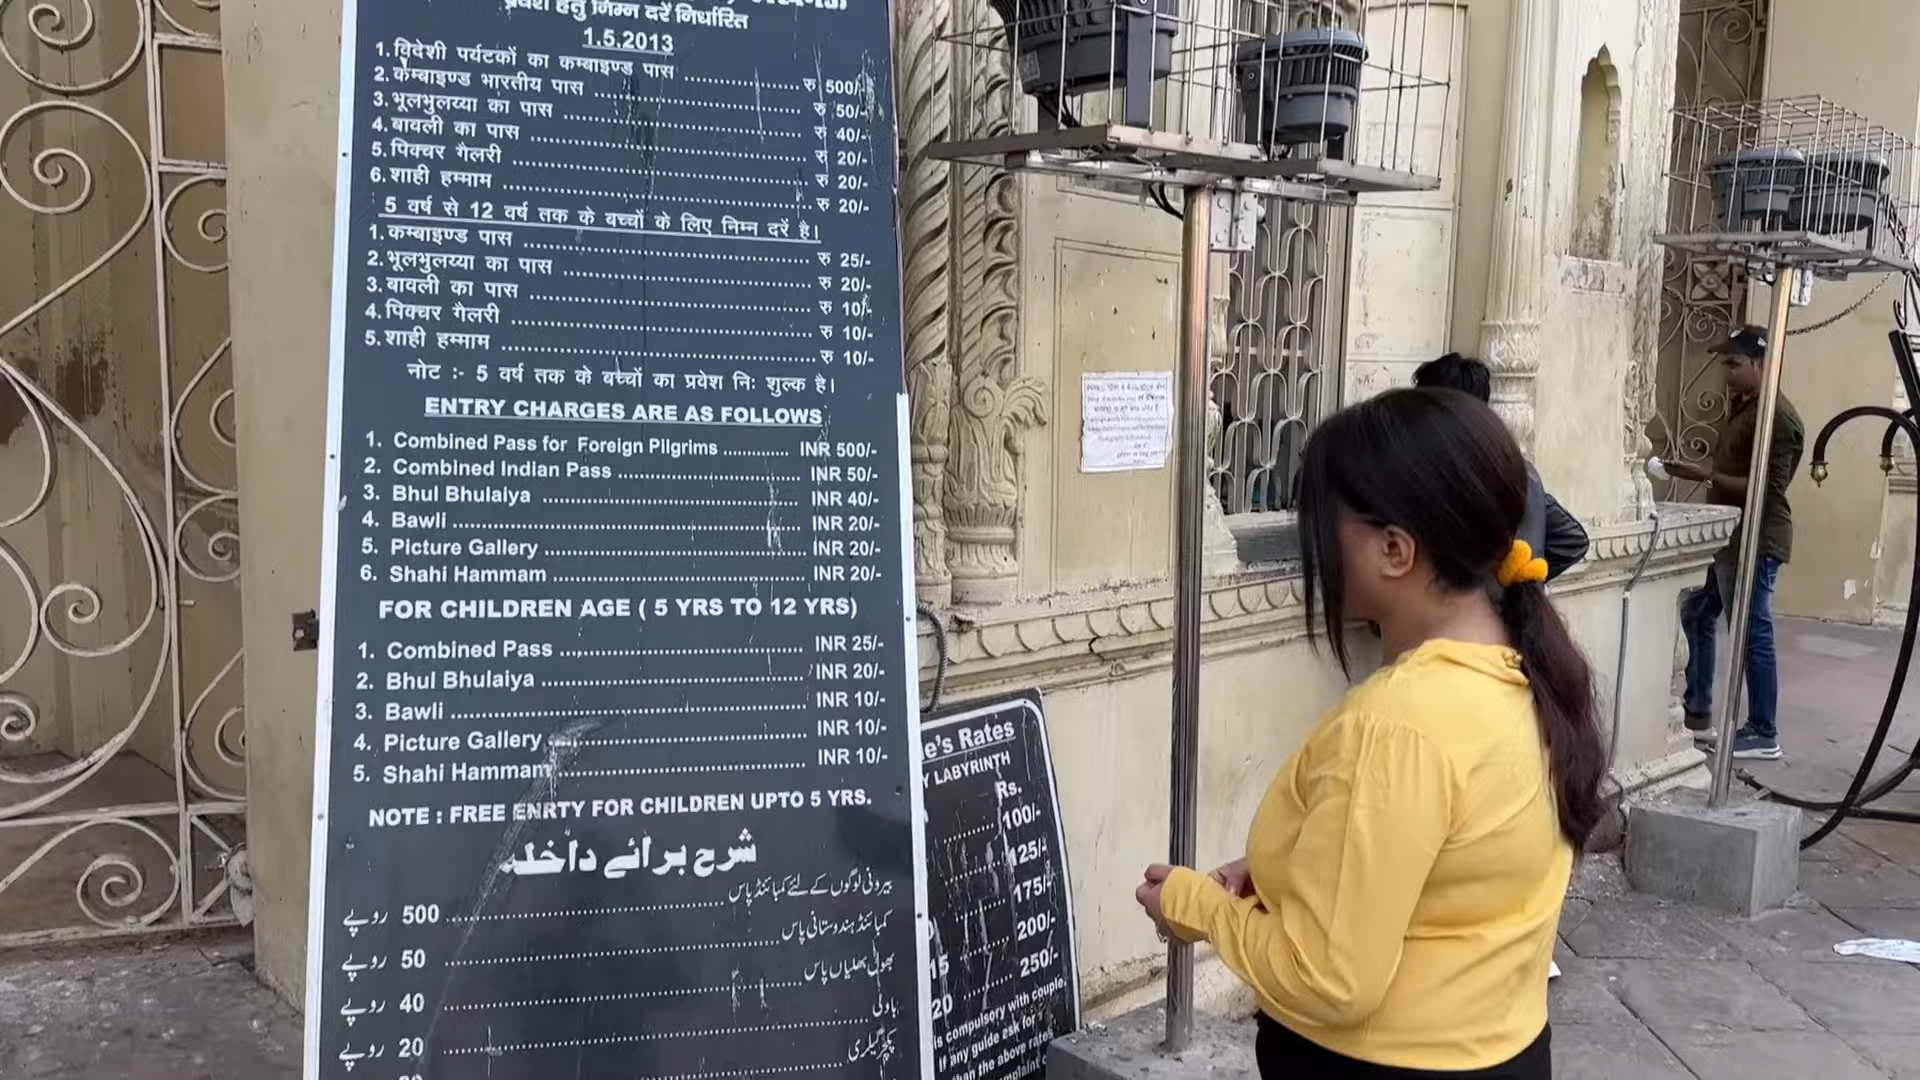 प्रवेश हेतु निम्न दरें निर्धारित
1.5.2013
1. विदेशी पर्यटकों का कम्बाइण्ड पास .............. रु 500/-
2. कम्बाइण्ड भारतीय पास .............. रु 50/-
3. भूलभुलय्या का पास .............. रु 40/-
4. बावली का पास .............. रु 20/-
5. पिक्चर गैलरी .............. रु 20/-
6. शाही हम्माम .............. रु 20/-
5 वर्ष से 12 वर्ष तक के बच्चों के लिए निम्न दरें है।
1. कम्बाइण्ड पास .............. रु 25/-
2. भूलभुलय्या का पास .............. रु 20/-
3. बावली का पास .............. रु 10/-
4. पिक्चर गैलरी .............. रु 10/-
5. शाही हम्माम .............. रु 10/-
नोट :- 5 वर्ष तक के बच्चों का प्रवेश निः शुल्क है।
ENTRY CHARGES ARE AS FOLLOWS
1. Combined Pass for Foreign Pilgrims ............. INR 500/-
2. Combined Indian Pass .............. INR 50/-
3. Bhul Bhulaiya .............. INR 40/-
4. Bawli .............. INR 20/-
5. Picture Gallery .............. INR 20/-
6. Shahi Hammam .............. INR 20/-
FOR CHILDREN AGE ( 5 YRS TO 12 YRS)
1. Combined Pass .............. INR 25/-
2. Bhul Bhulaiya .............. INR 20/-
3. Bawli .............. INR 10/-
4. Picture Gallery .............. INR 10/-
5. Shahi Hammam .............. INR 10/-
NOTE : FREE ENRTY FOR CHILDREN UPTO 5 YRS.
شرح برائے داخلہ
بیرونی لوگوں کے لئے کمبائنڈ پاس .............. 500 روپے
کمبائنڈ ہندوستانی پاس .............. 50 روپے
بھول بھلیاں پاس .............. 40 روپے
باولی .............. 20 روپے
پکچر گیلری
e's Rates
Y LABYRINTH
Rs.
100/-
125/-
175/-
200/-
15 .............. 250/-
20
is compulsory with couple.
If any guide ask for
than the above rates
complaint